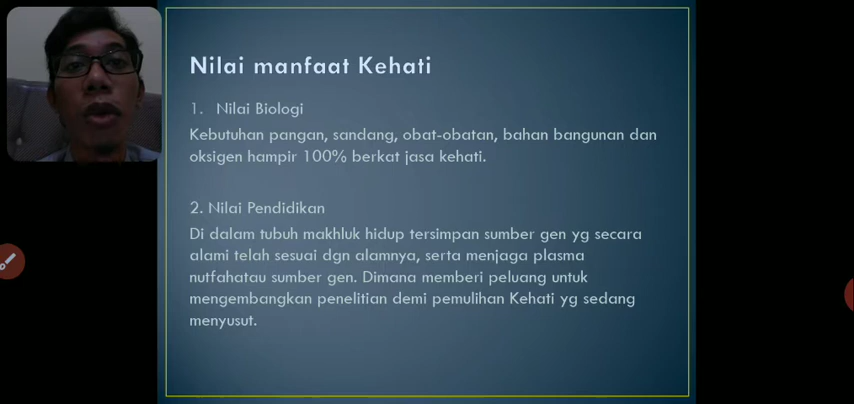 Nilai manfaat Kehati
1. Nilai Biologi
Kebutuhan pangan, sandang, obat-obatan, bahan bangunan dan
oksigen hampir 100% berkat jasa kehati.
2. Nilai Pendidikan
Di dalam tubuh makhluk hidup tersimpan sumber gen yg secara
alami telah sesuai dgn alamnya, serta menjaga plasma
nutfahatau sumber gen. Dimana memberi peluang untuk
mengembangkan penelitian demi pemulihan Kehati yg sedang
menyusut.